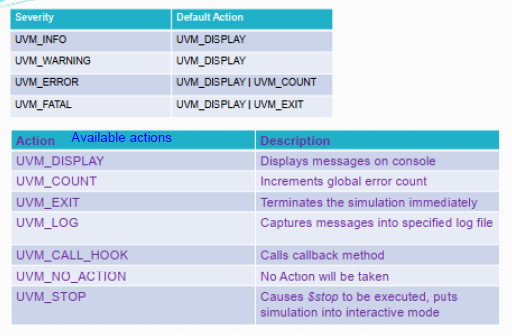 Severity Default Action
UVM_INFO UVM_DISPLAY
UVM_WARNING UVM_DISPLAY
UVM_ERROR UVM_DISPLAY | UVM_COUNT
UVM_FATAL UVM_DISPLAY | UVM_EXIT
Action Available actions Description
UVM_DISPLAY Displays messages on console
UVM_COUNT Increments global error count
UVM_EXIT Terminates the simulation immediately
UVM_LOG Captures messages into specified log file
UVM_CALL_HOOK Calls callback method
UVM_NO_ACTION No Action will be taken
UVM_STOP Causes $stop to be executed, puts
simulation into interactive mode